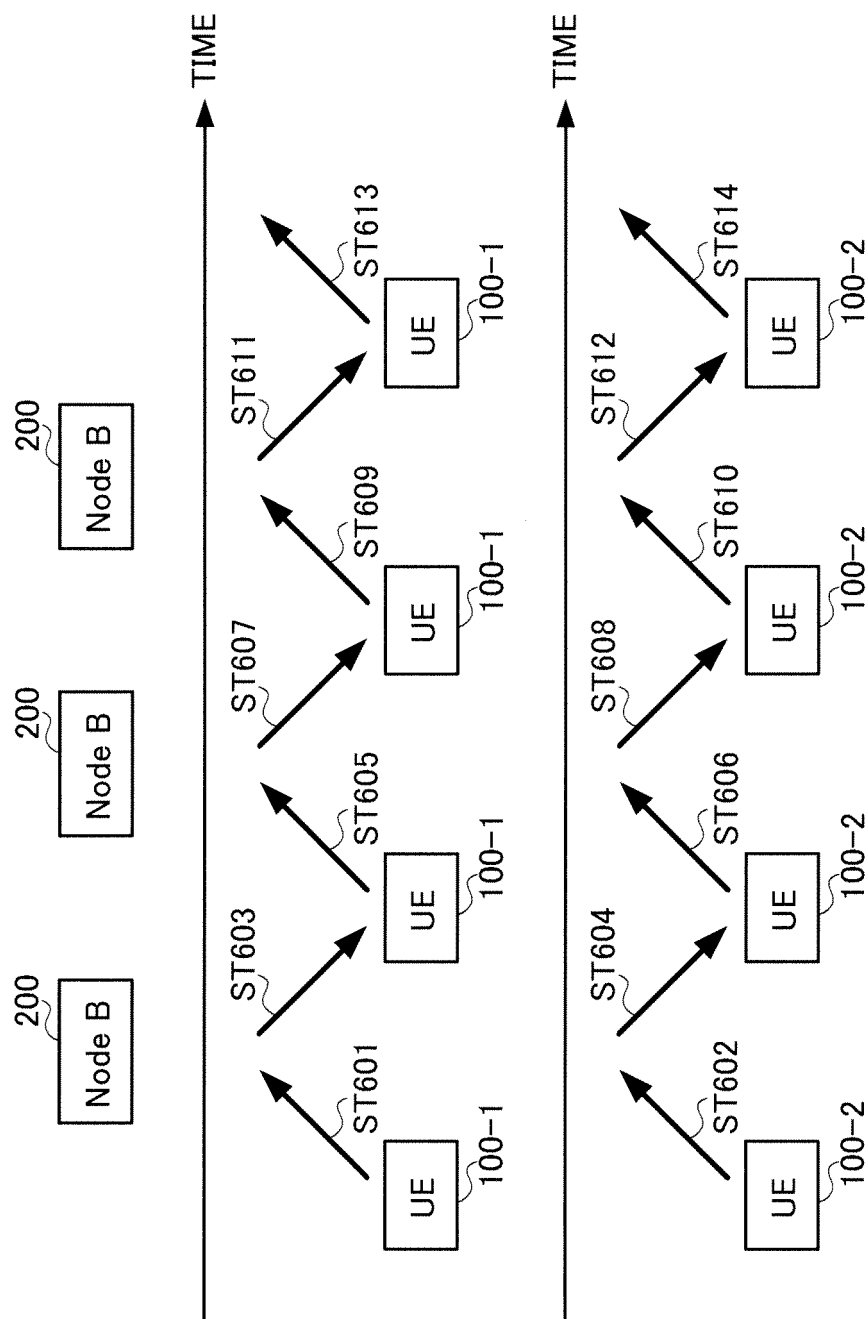 200
200
200
Node B
Node B
Node B
TIME
ST601
ST603
ST605
ST607
ST609
ST611
ST613
UE
UE
UE
UE
100-1
100-1
100-1
100-1
TIME
ST602
ST604
ST606
ST608
ST610
ST612
ST614
UE
UE
UE
UE
100-2
100-2
100-2
100-2